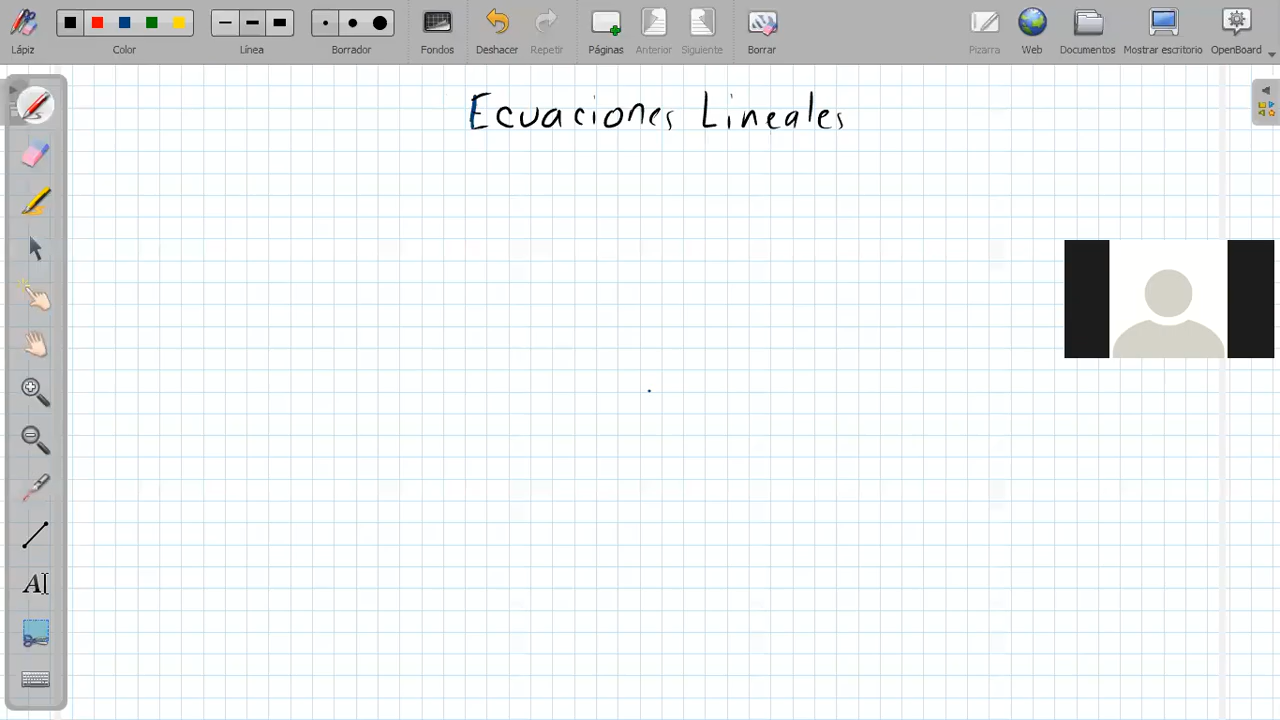 Lápiz Color Línea Borrador Fondos Deshacer Repetir Páginas Anterior Siguiente Borrar Pizarra Web Documentos Mostrar escritorio OpenBoard
Ecuaciones Lineales
A